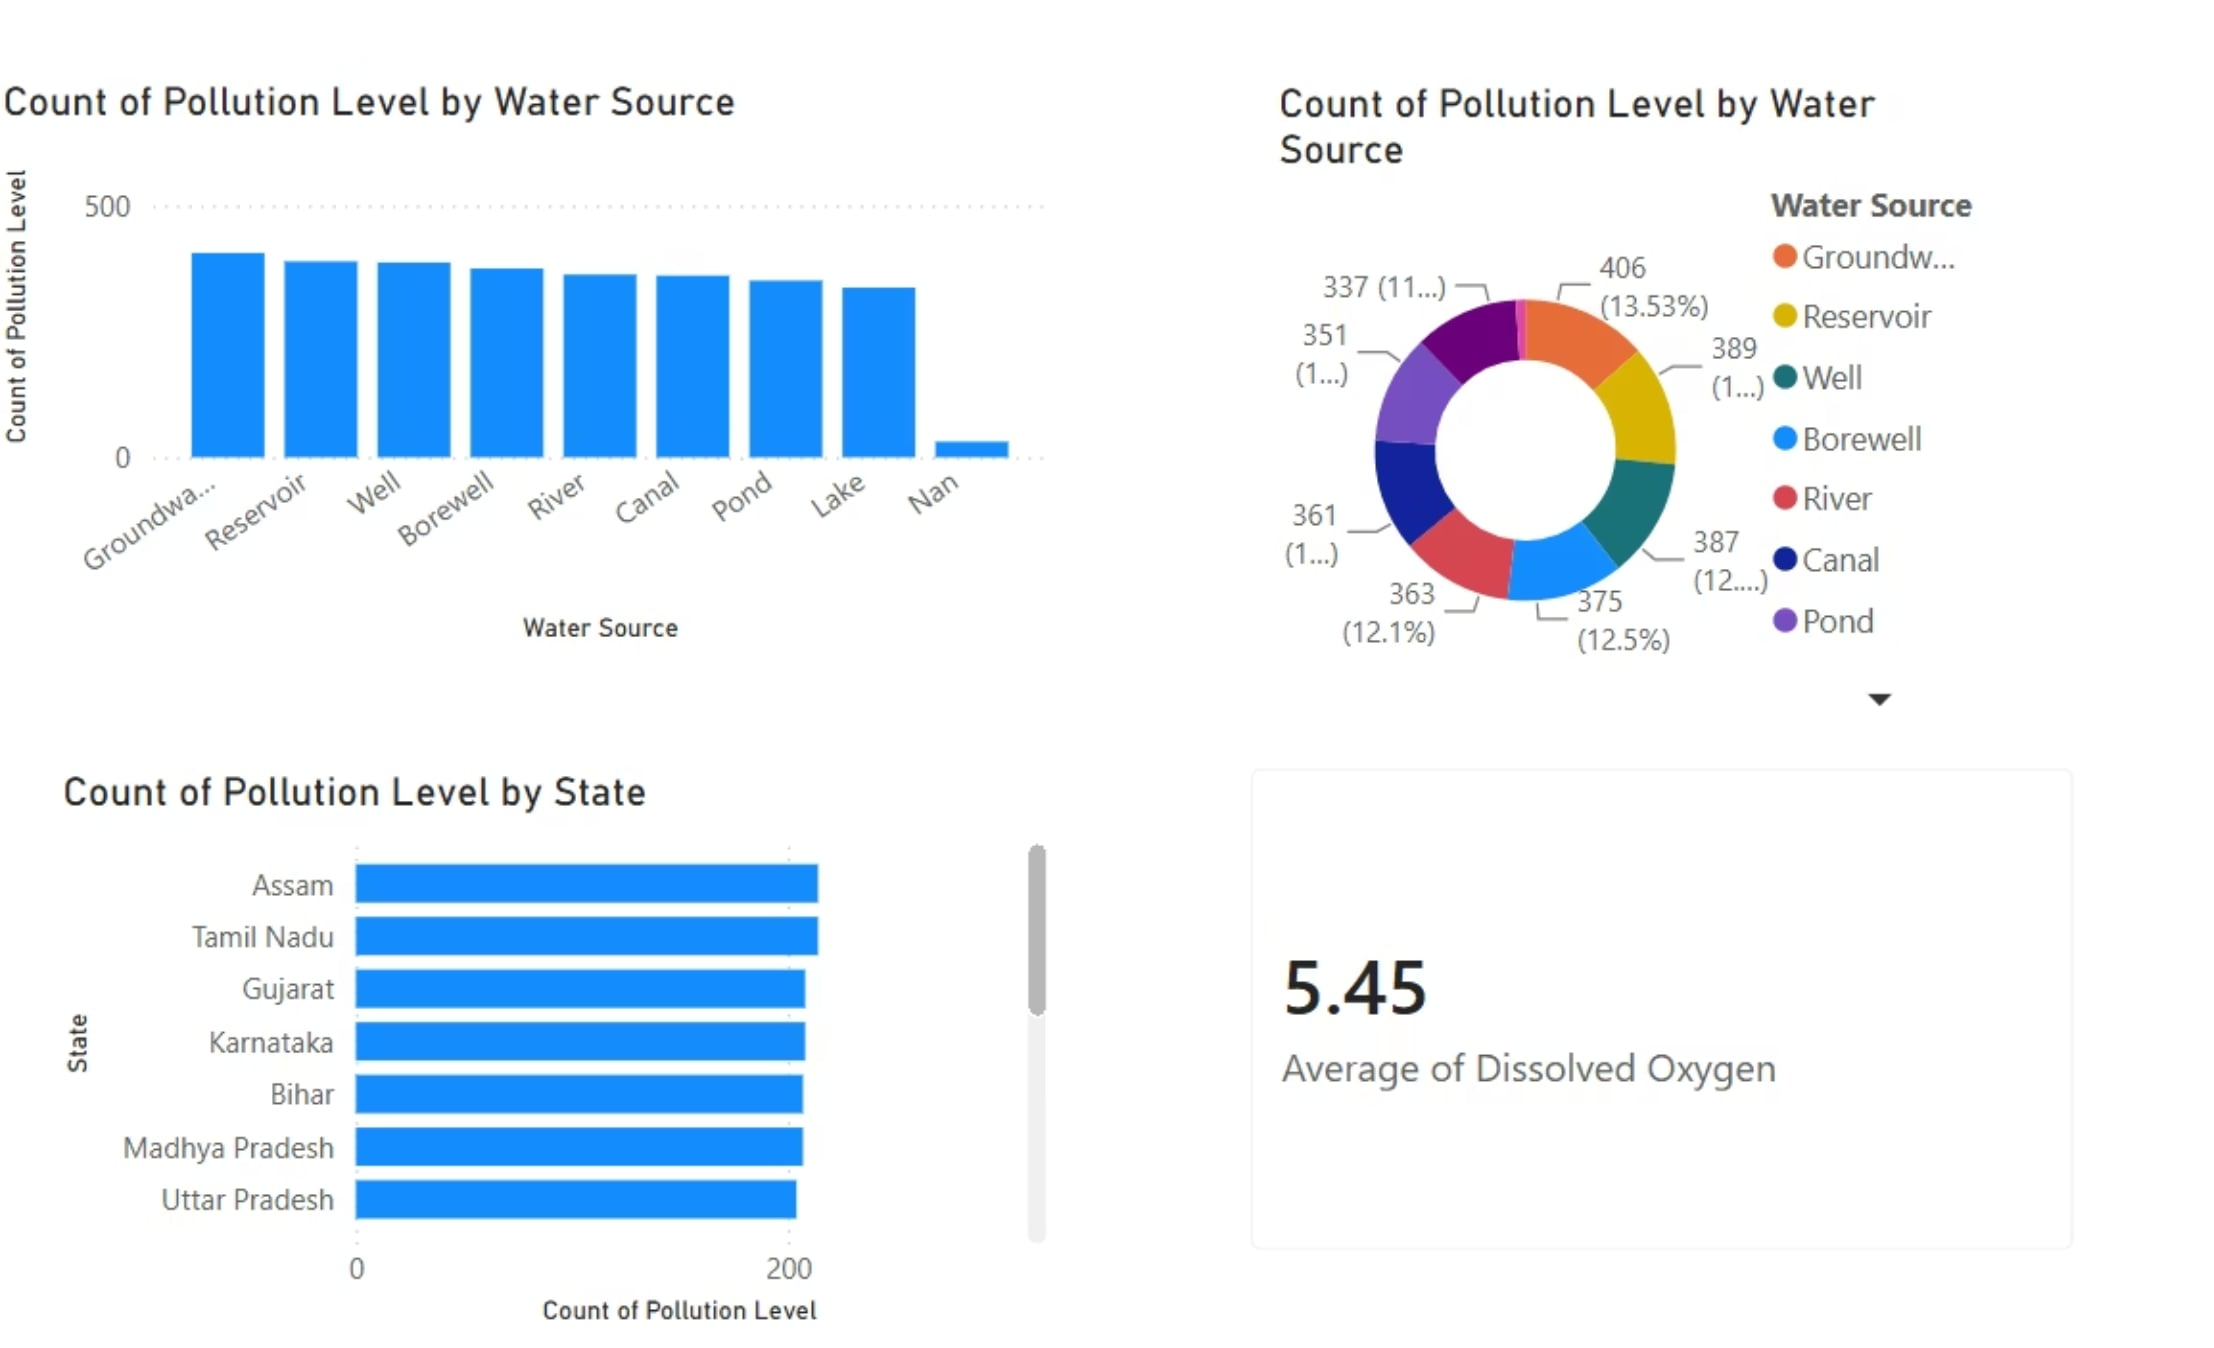 Count of Pollution Level by Water Source
Count of Pollution Level
500
0
Groundwa...
Reservoir
Well
Borewell
River
Canal
Pond
Lake
Nan
Water Source
Count of Pollution Level by Water
Source
337 (11...)
406
(13.53%)
351
(1...)
389
(1...)
361
(1...)
387
(12....)
363
(12.1%)
375
(12.5%)
Water Source
Groundw...
Reservoir
Well
Borewell
River
Canal
Pond
Count of Pollution Level by State
State
Assam
Tamil Nadu
Gujarat
Karnataka
Bihar
Madhya Pradesh
Uttar Pradesh
0
200
Count of Pollution Level
5.45
Average of Dissolved Oxygen